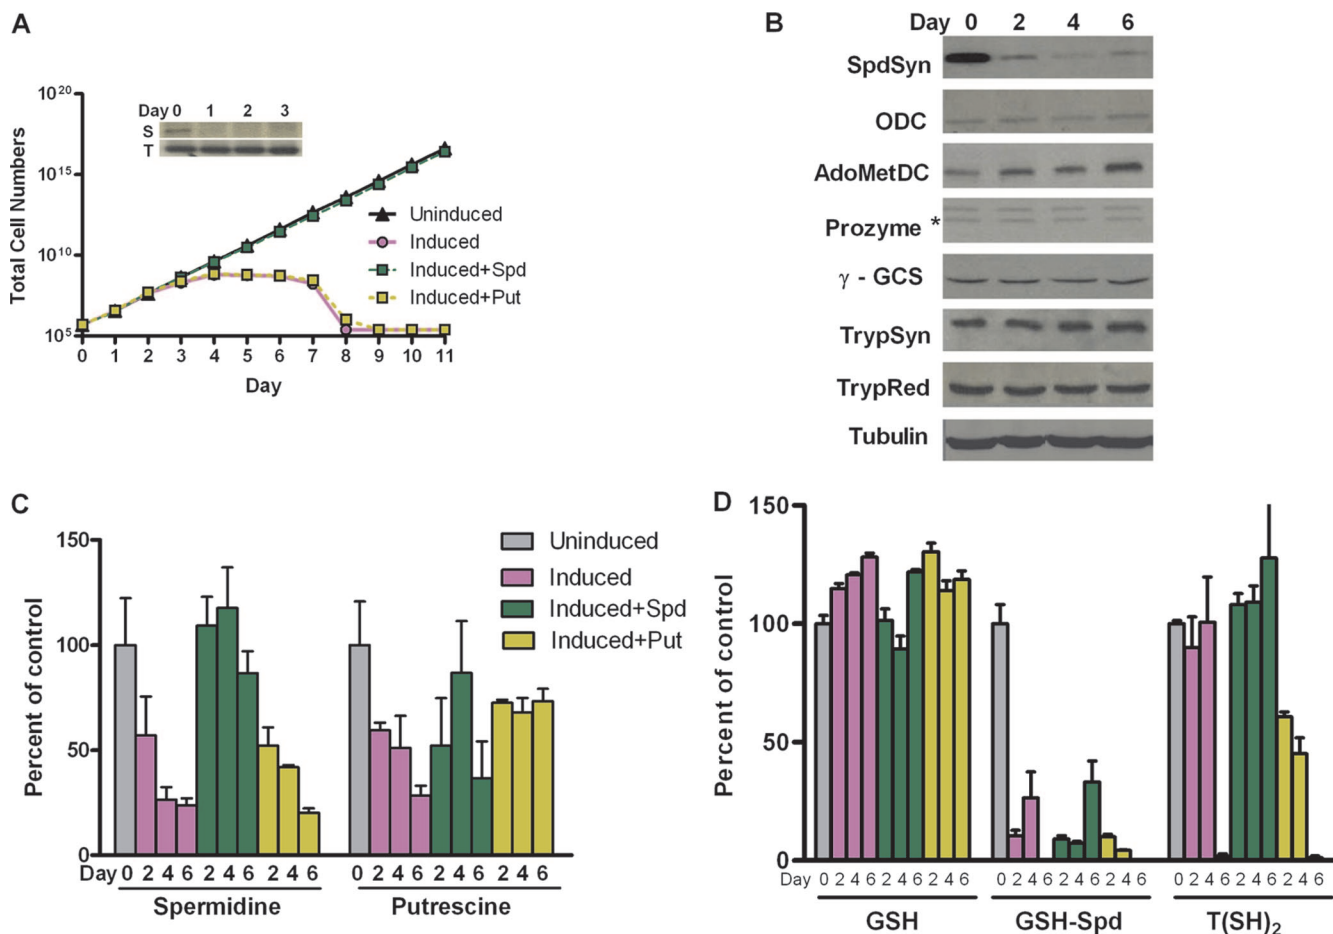 A
Total Cell Numbers
10^20
10^15
10^10
10^5
Day 0 1 2 3
S
T
Uninduced
Induced
Induced+Spd
Induced+Put
0 1 2 3 4 5 6 7 8 9 10 11
Day
B
Day 0 2 4 6
SpdSyn
ODC
AdoMetDC
Prozyme *
γ - GCS
TrypSyn
TrypRed
Tubulin
C
Percent of control
150
100
50
0
Uninduced
Induced
Induced+Spd
Induced+Put
Day 0 2 4 6 2 4 6 2 4 6 0 2 4 6 2 4 6 2 4 6
Spermidine Putrescine
D
Percent of control
150
100
50
0
Day 0 2 4 6 2 4 6 2 4 6 0 2 4 6 2 4 6 2 4 6 0 2 4 6 2 4 6 2 4 6
GSH GSH-Spd T(SH)2